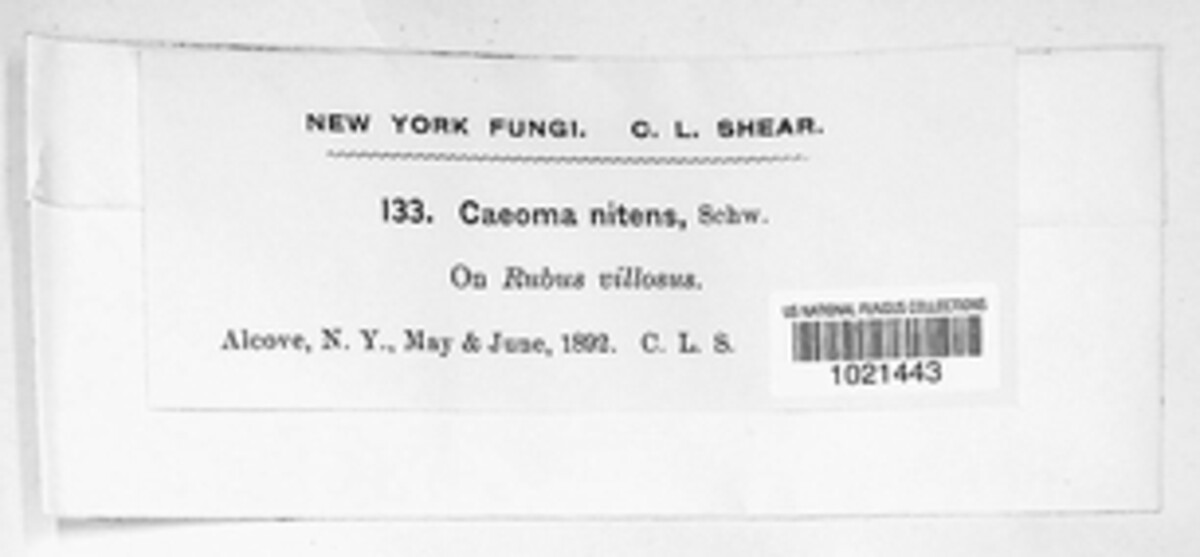 NEW YORK FUNGI. C. L. SHEAR.
133. Caeoma nitens, Schw.
On Rubus villosus.
Alcove, N. Y., May & June, 1892. C. L. S.
US NATIONAL FUNGUS COLLECTIONS
1021443